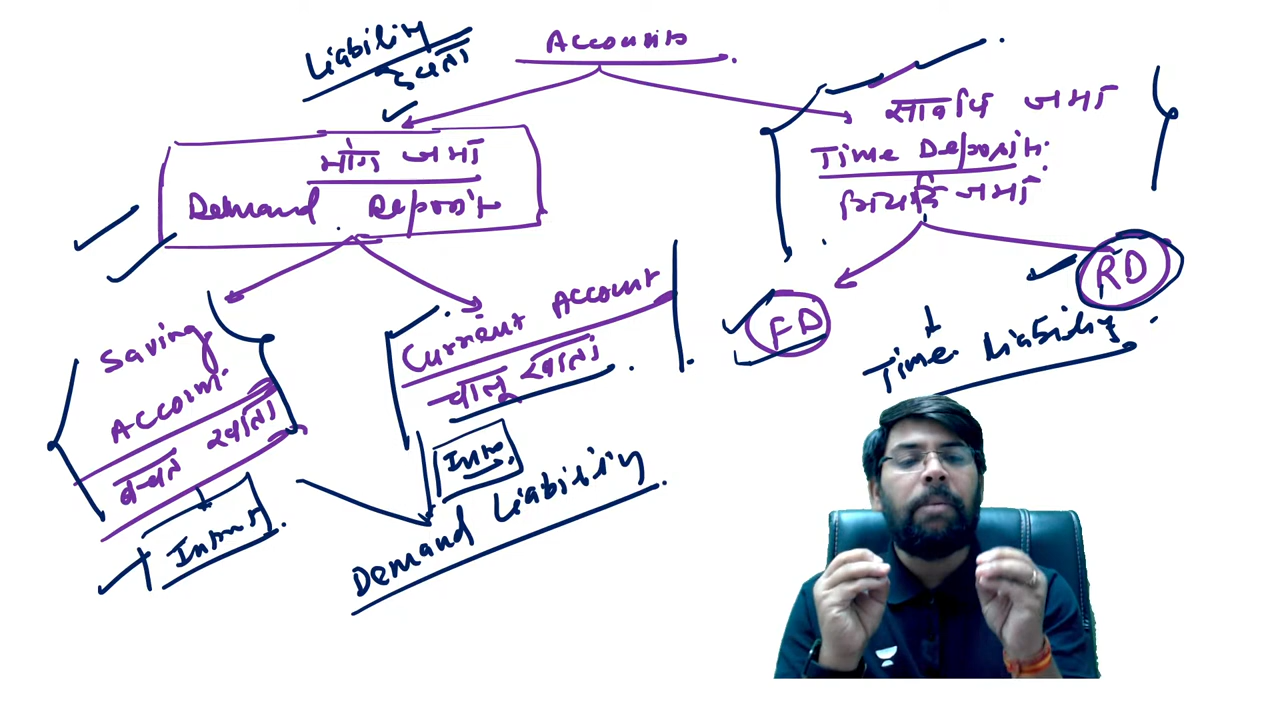 Liability
देयता
Accounts
मांग जमा
Demand Deposit
सावधि जमा
Time Deposit.
मियादि जमा
Saving
Account
बचत खाता
Current Account
चालू खाता
FD
RD
Time Liability
Demand Liability